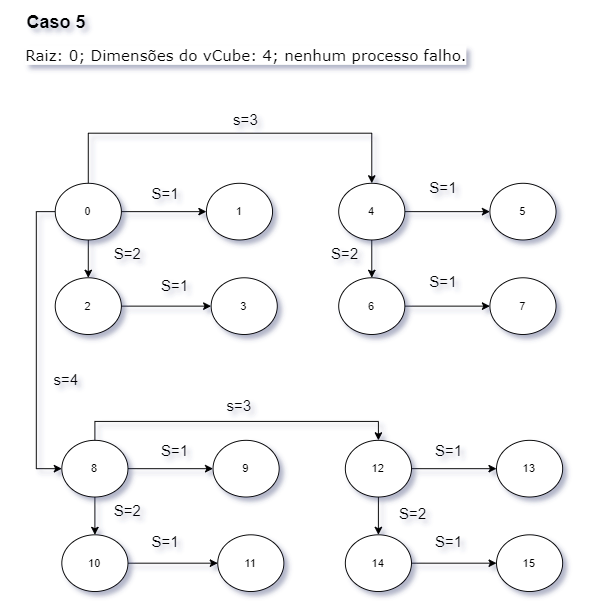 Caso 5
Raiz: 0; Dimensões do vCube: 4; nenhum processo falho.
s=3
0
S=1
1
4
S=1
5
S=2
S=2
2
S=1
3
6
S=1
7
s=4
s=3
8
S=1
9
12
S=1
13
S=2
S=2
10
S=1
11
14
S=1
15